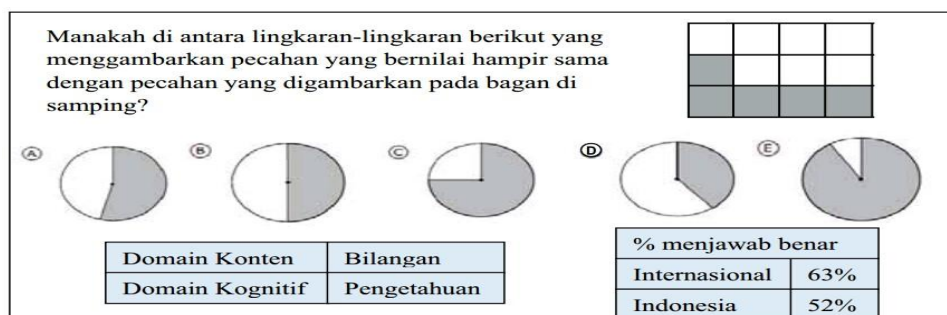 Manakah di antara lingkaran-lingkaran berikut yang
menggambarkan pecahan yang bernilai hampir sama
dengan pecahan yang digambarkan pada bagan di
samping?
A B C D E
Domain Konten Bilangan
Domain Kognitif Pengetahuan
% menjawab benar
Internasional 63%
Indonesia 52%